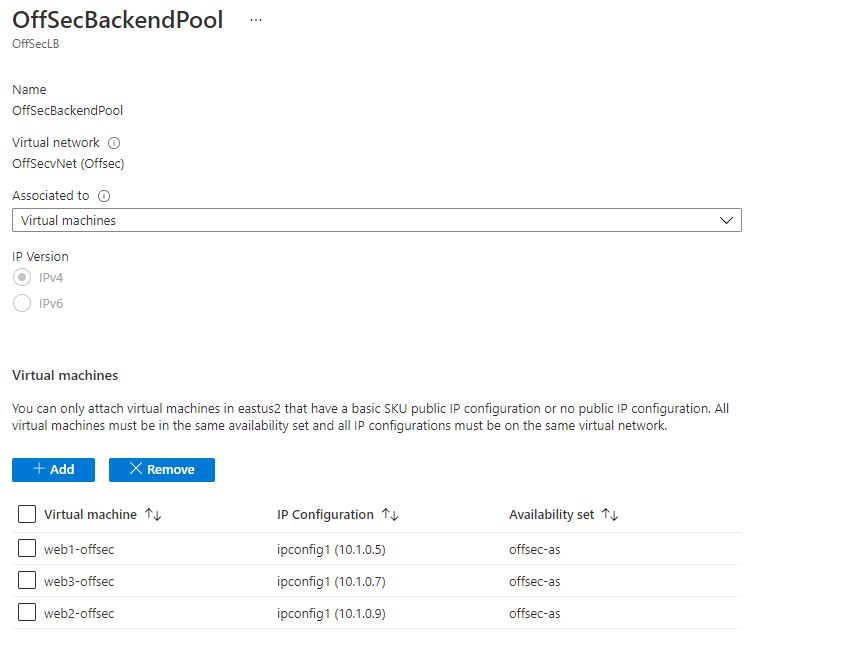 OffSecBackendPool ...
OffSecLB
Name
OffSecBackendPool
Virtual network
OffSecvNet (Offsec)
Associated to
Virtual machines
IP Version
IPv4
IPv6
Virtual machines
You can only attach virtual machines in eastus2 that have a basic SKU public IP configuration or no public IP configuration. All
virtual machines must be in the same availability set and all IP configurations must be on the same virtual network.
+ Add × Remove
Virtual machine ↑↓ IP Configuration ↑↓ Availability set ↑↓
web1-offsec ipconfig1 (10.1.0.5) offsec-as
web3-offsec ipconfig1 (10.1.0.7) offsec-as
web2-offsec ipconfig1 (10.1.0.9) offsec-as